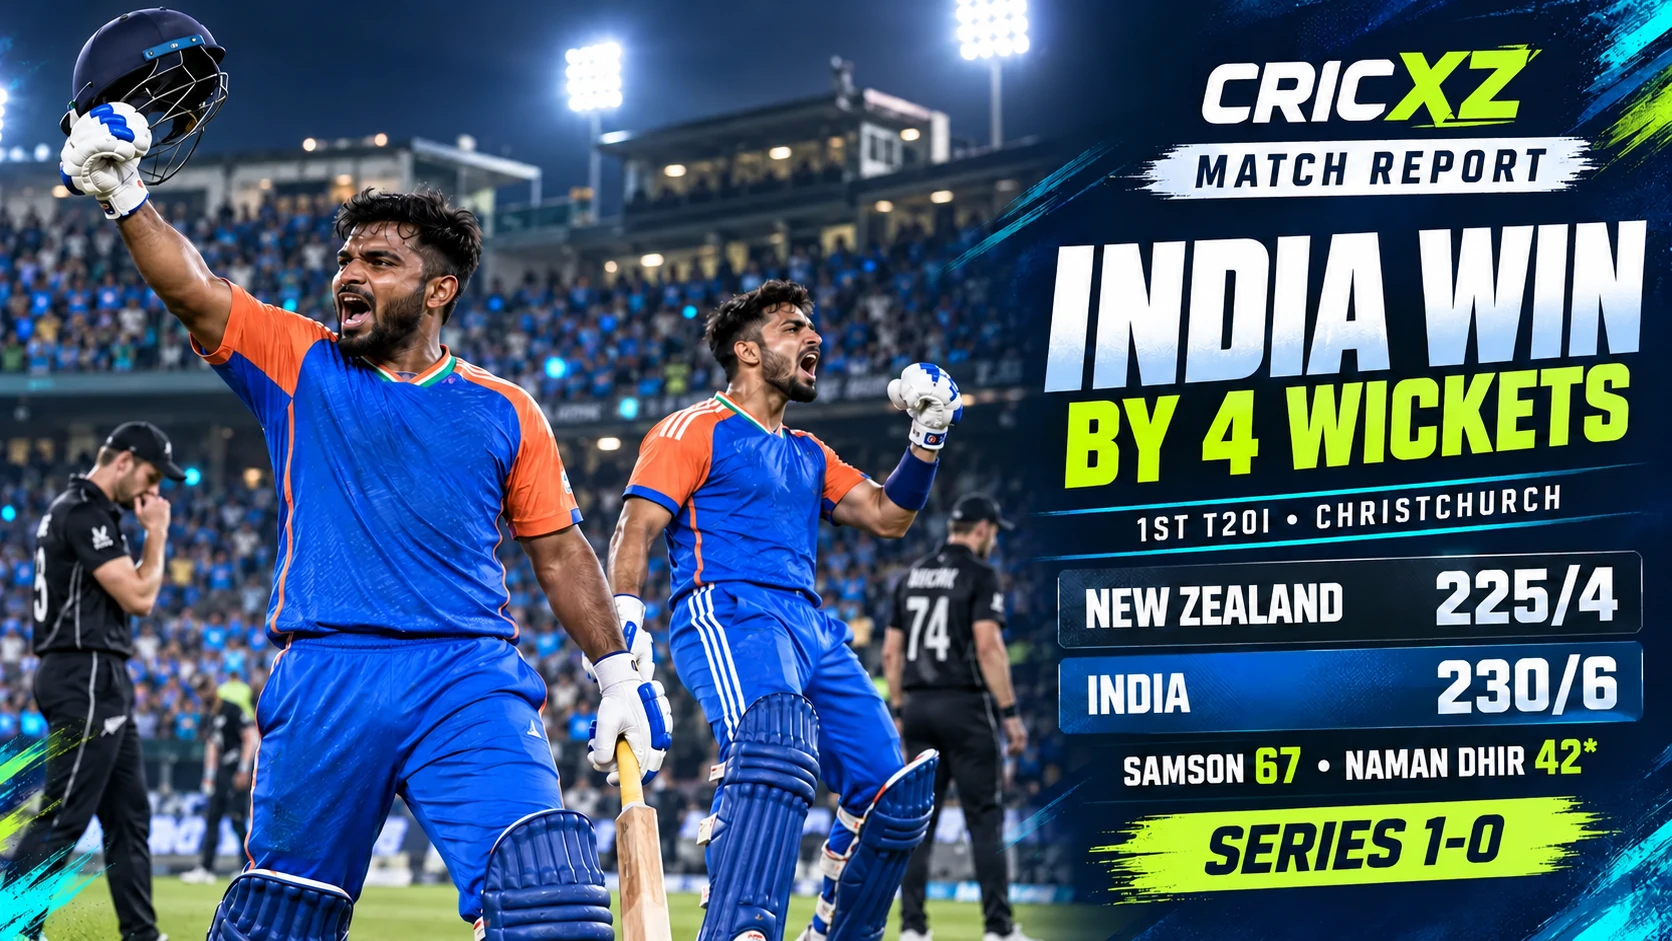 CRICXZ
MATCH REPORT
INDIA WIN
BY 4 WICKETS
1ST T20I • CHRISTCHURCH
NEW ZEALAND 225/4
INDIA 230/6
SAMSON 67 • NAMAN DHIR 42*
SERIES 1-0
74